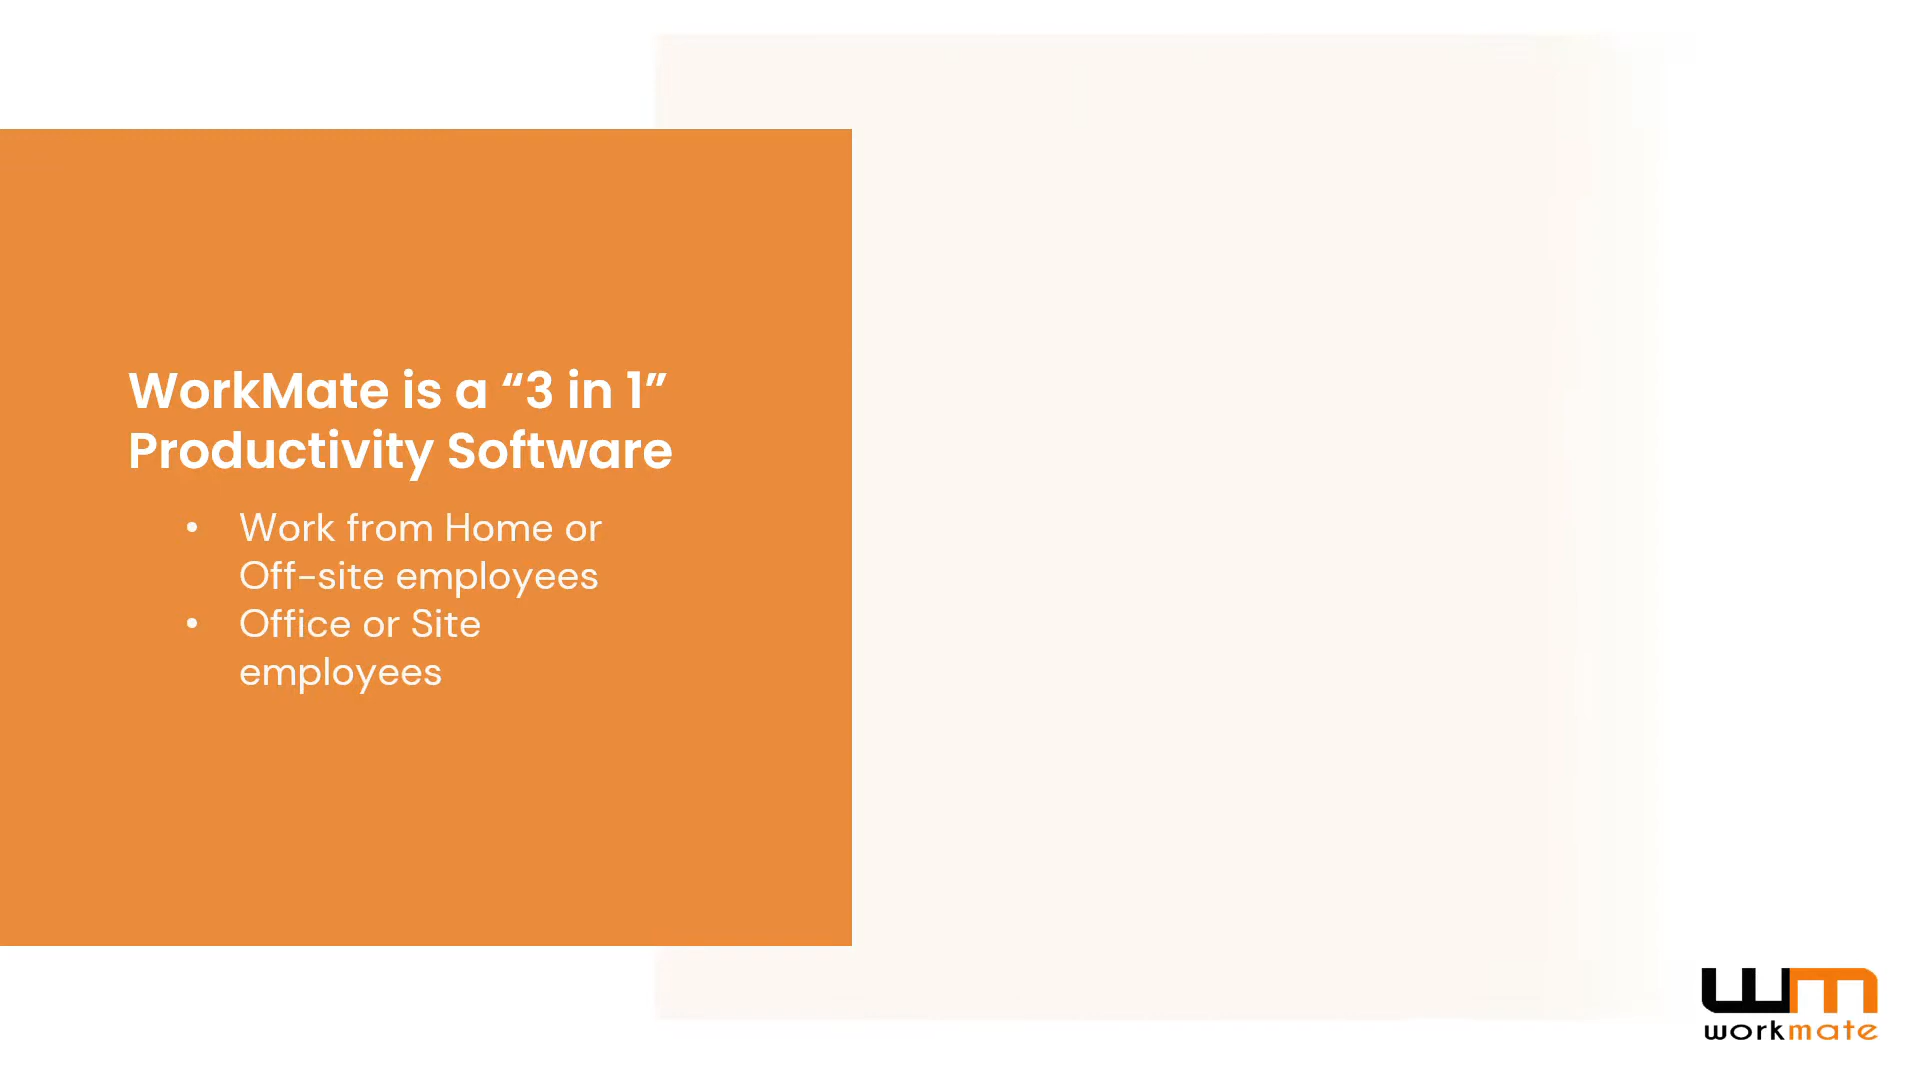 WorkMate is a “3 in 1”
Productivity Software
• Work from Home or
Off-site employees
• Office or Site
employees
wm
workmate